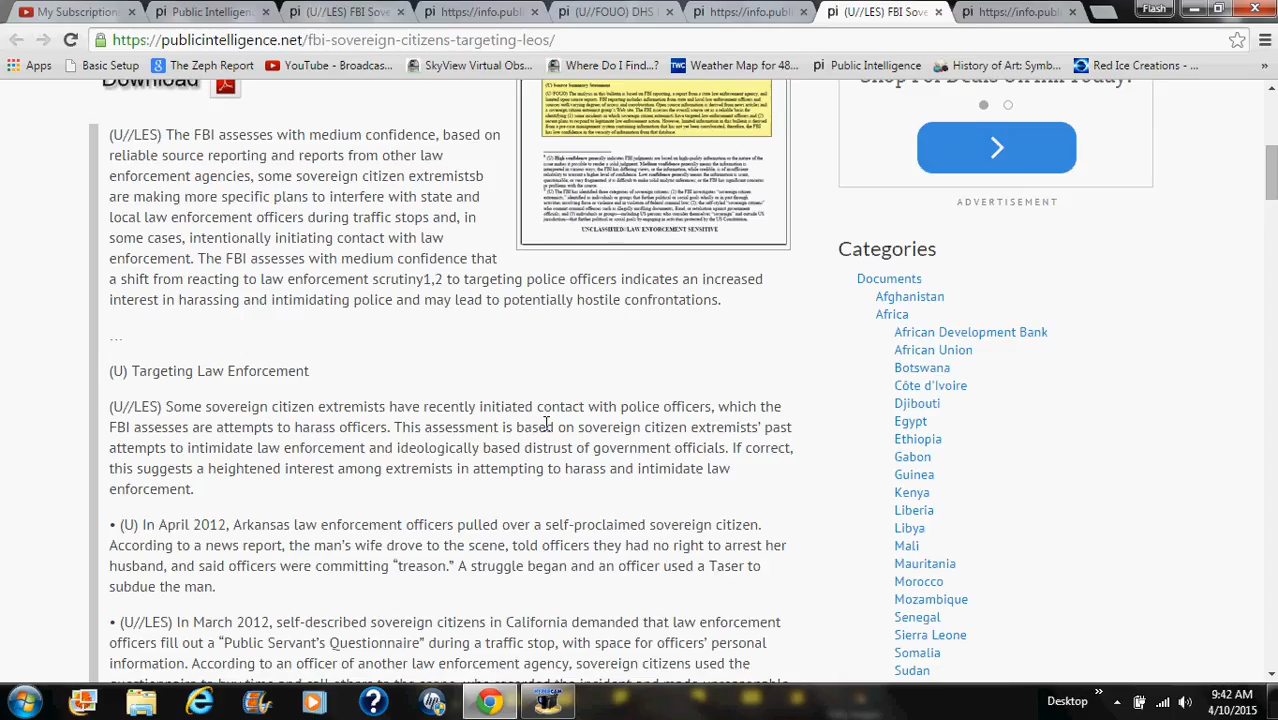 My Subscriptions
Public Intelligen
(U//LES) FBI Sove
https://info.publi
(U//FOUO) DHS
https://info.publi
(U//LES) FBI Sov
https://info.publi
Flash
https://publicintelligence.net/fbi-sovereign-citizens-targeting-leos/
Apps
Basic Setup
The Zeph Report
YouTube - Broadcas...
SkyView Virtual Obs...
Where Do I Find...?
Weather Map for 48...
Public Intelligence
History of Art: Symb...
Red Ice Creations - ...
Download
(U//LES) The FBI assesses with medium confidence, based on
reliable source reporting and reports from other law
enforcement agencies, some sovereign citizen extremistsb
are making more specific plans to interfere with state and
local law enforcement officers during traffic stops and, in
some cases, intentionally initiating contact with law
enforcement. The FBI assesses with medium confidence that
a shift from reacting to law enforcement scrutiny1,2 to targeting police officers indicates an increased
interest in harassing and intimidating police and may lead to potentially hostile confrontations.
...
(U) Targeting Law Enforcement
(U//LES) Some sovereign citizen extremists have recently initiated contact with police officers, which the
FBI assesses are attempts to harass officers. This assessment is based on sovereign citizen extremists’ past
attempts to intimidate law enforcement and ideologically based distrust of government officials. If correct,
this suggests a heightened interest among extremists in attempting to harass and intimidate law
enforcement.
• (U) In April 2012, Arkansas law enforcement officers pulled over a self-proclaimed sovereign citizen.
According to a news report, the man’s wife drove to the scene, told officers they had no right to arrest her
husband, and said officers were committing “treason.” A struggle began and an officer used a Taser to
subdue the man.
• (U//LES) In March 2012, self-described sovereign citizens in California demanded that law enforcement
officers fill out a “Public Servant’s Questionnaire” during a traffic stop, with space for officers’ personal
information. According to an officer of another law enforcement agency, sovereign citizens used the
(U) Source Summary Statement
UNCLASSIFIED//LAW ENFORCEMENT SENSITIVE
Shop For Deals On
Today!
ADVERTISEMENT
Categories
Documents
Afghanistan
Africa
African Development Bank
African Union
Botswana
Côte d'Ivoire
Djibouti
Egypt
Ethiopia
Gabon
Guinea
Kenya
Liberia
Libya
Mali
Mauritania
Morocco
Mozambique
Senegal
Sierra Leone
Somalia
Sudan
Desktop
9:42 AM
4/10/2015